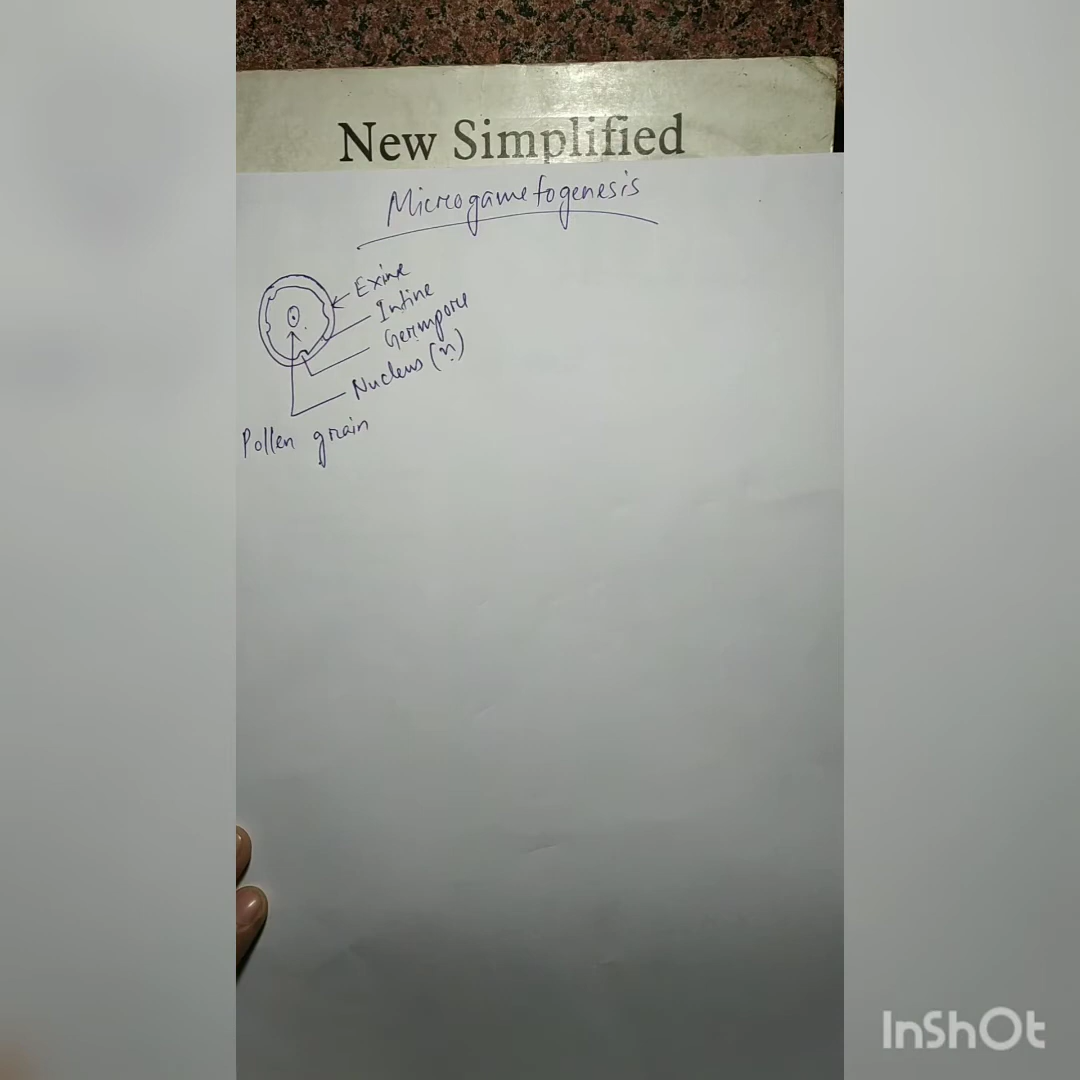 New Simplified
Microgametogenesis
Exine
Intine
Germpore
Nucleus (n)
Pollen grain
InShOt